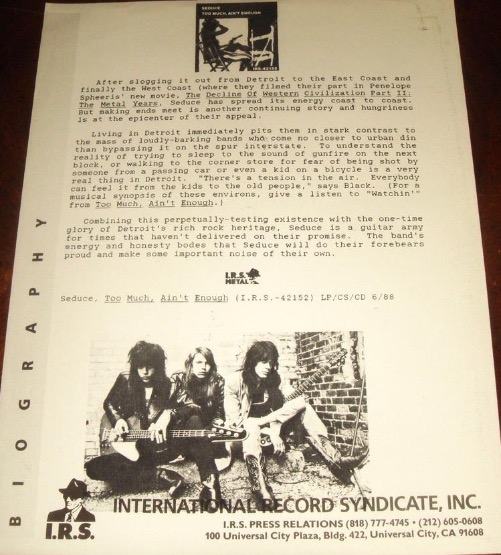 SEDUCE
TOO MUCH, AIN'T ENOUGH
IRS-42152
After slogging it out from Detroit to the East Coast and
finally the West Coast (where they filmed their part in Penelope
Spheeris' new movie, The Decline Of Western Civilization Part II:
The Metal Years, Seduce has spread its energy coast to coast.
But making ends meet is another continuing story and hungriness
is at the epicenter of their appeal.
Living in Detroit immediately pits them in stark contrast to
the mass of loudly-barking bands who come no closer to urban din
than bypassing it on the spur interstate. To understand the
reality of trying to sleep to the sound of gunfire on the next
block, or walking to the corner store for fear of being shot by
someone from a passing car or even a kid on a bicycle is a very
real thing in Detroit. "There's a tension in the air. Everybody
can feel it from the kids to the old people," says Black. (For a
musical synopsis of these environs, give a listen to "Watchin'"
from Too Much, Ain't Enough.)
Combining this perpetually-testing existence with the one-time
glory of Detroit's rich rock heritage, Seduce is a guitar army
for times that haven't delivered on their promise. The band's
energy and honesty bodes that Seduce will do their forebears
proud and make some important noise of their own.
I.R.S.
METAL
Seduce, Too Much, Ain't Enough (I.R.S.-42152) LP/CS/CD 6/88
BIOGRAPHY
I.R.S.
INTERNATIONAL RECORD SYNDICATE, INC.
I.R.S. PRESS RELATIONS (818) 777-4745 • (212) 605-0608
100 Universal City Plaza, Bldg. 422, Universal City, CA 91608